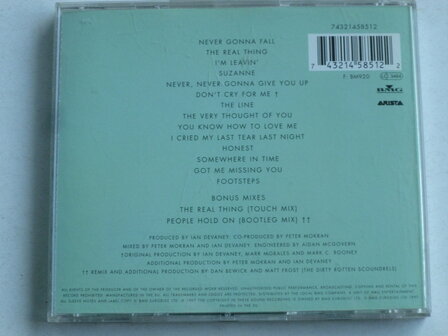 74321458512
7 43214 58512 2
F: BM920
LC 3484
NEVER GONNA FALL
THE REAL THING
I'M LEAVIN'
SUZANNE
NEVER, NEVER GONNA GIVE YOU UP
DON'T CRY FOR ME †
THE LINE
THE VERY THOUGHT OF YOU
YOU KNOW HOW TO LOVE ME
I CRIED MY LAST TEAR LAST NIGHT
HONEST
SOMEWHERE IN TIME
GOT ME MISSING YOU
FOOTSTEPS
BMG
ARISTA
BONUS MIXES
THE REAL THING (TOUCH MIX)
PEOPLE HOLD ON (BOOTLEG MIX) ††
PRODUCED BY IAN DEVANEY, CO-PRODUCED BY PETER MOKRAN
MIXED BY PETER MOKRAN AND IAN DEVANEY, ENGINEERED BY AIDAN MCGOVERN
†ORIGINAL PRODUCTION BY IAN DEVANEY, MARK MORALES AND MARK C. ROONEY
ADDITIONAL PRODUCTION BY PETER MOKRAN AND IAN DEVANEY
†† REMIX AND ADDITIONAL PRODUCTION BY DAN BEWICK AND MATT FROST (THE DIRTY ROTTEN SCOUNDRELS)